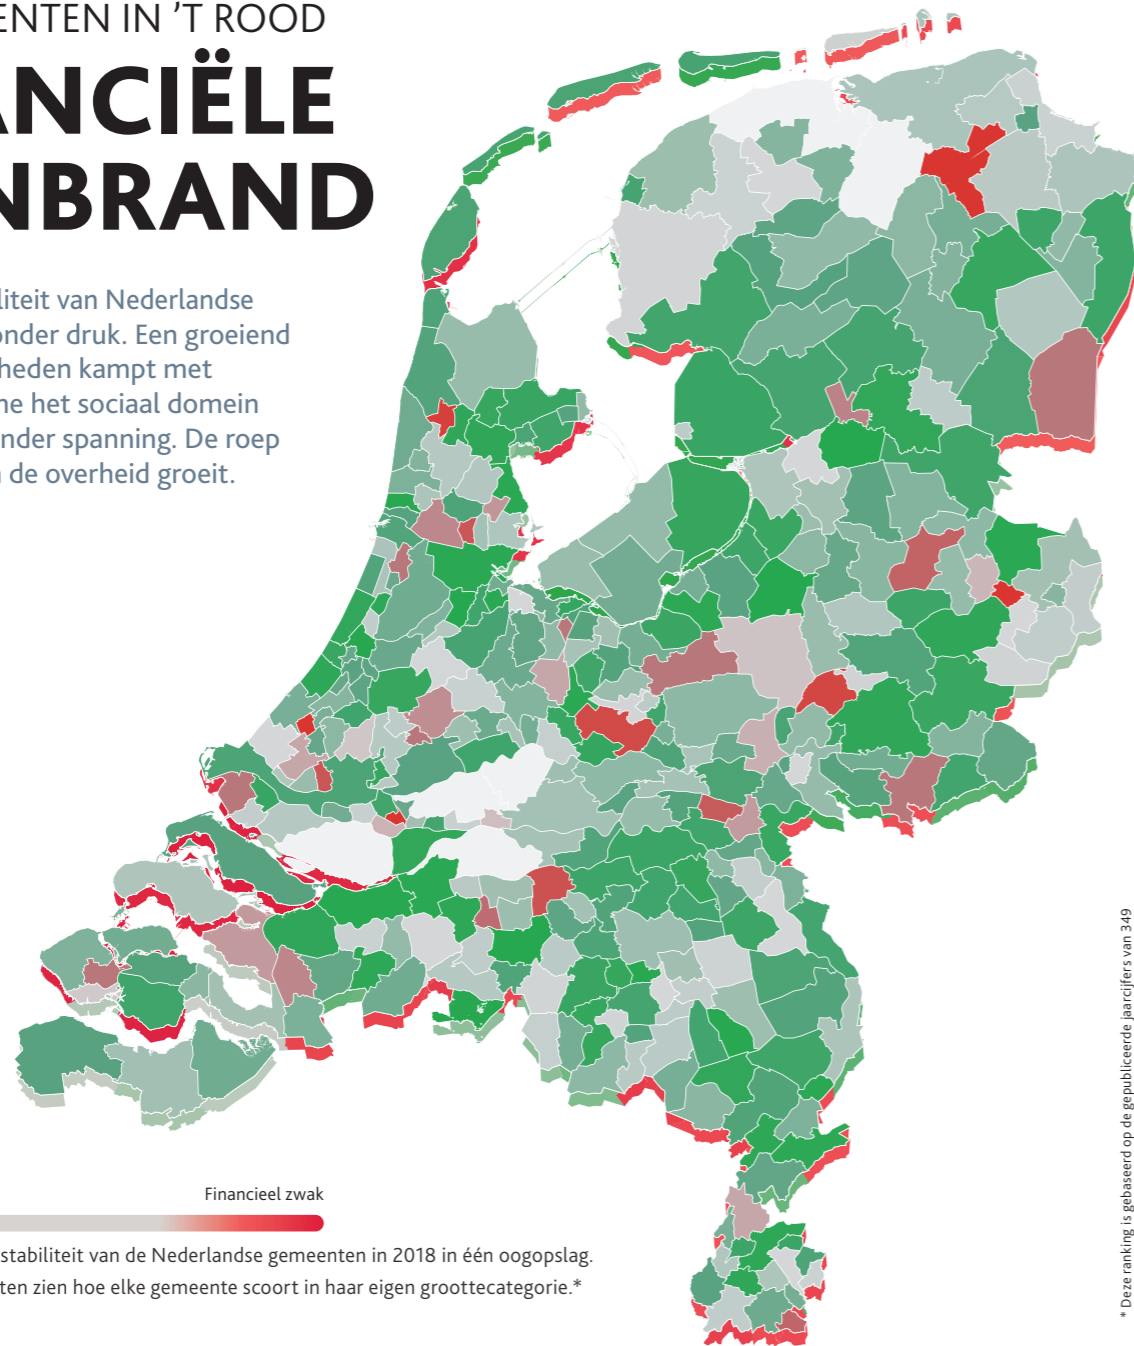 ENTEN IN ’T ROOD
ANCIËLE
NBRAND
liteit van Nederlandse
onder druk. Een groeiend
heden kampt met
ne het sociaal domein
nder spanning. De roep
n de overheid groeit.
Financieel zwak
stabiliteit van de Nederlandse gemeenten in 2018 in één oogopslag.
ten zien hoe elke gemeente scoort in haar eigen groottecategorie.*
* Deze ranking is gebaseerd op de gepubliceerde jaarcijfers van 349